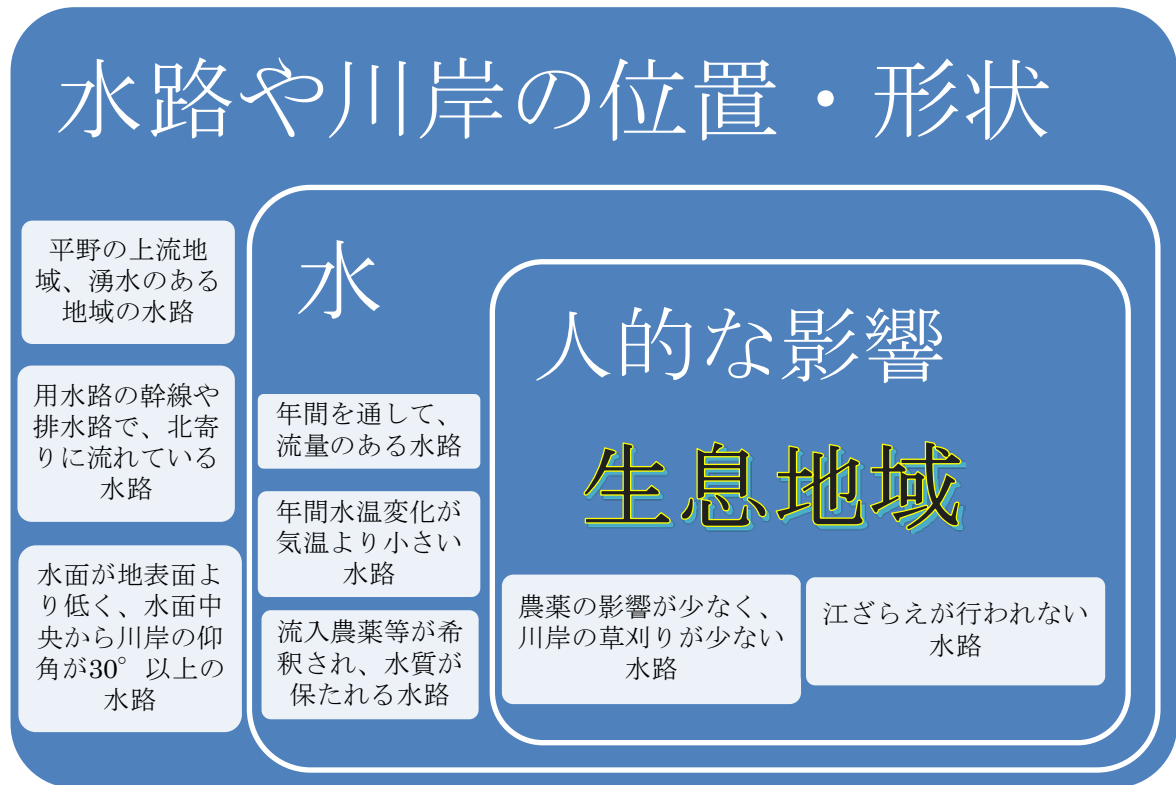 水路や川岸の位置・形状
平野の上流地
域、湧水のある
地域の水路
用水路の幹線や
排水路で、北寄
りに流れている
水路
水面が地表面よ
り低く、水面中
央から川岸の仰
角が30°以上の
水路
水
年間を通して、
流量のある水路
年間水温変化が
気温より小さい
水路
流入農薬等が希
釈され、水質が
保たれる水路
人的な影響
生息地域
農薬の影響が少なく、
川岸の草刈りが少ない
水路
江ざらえが行われない
水路